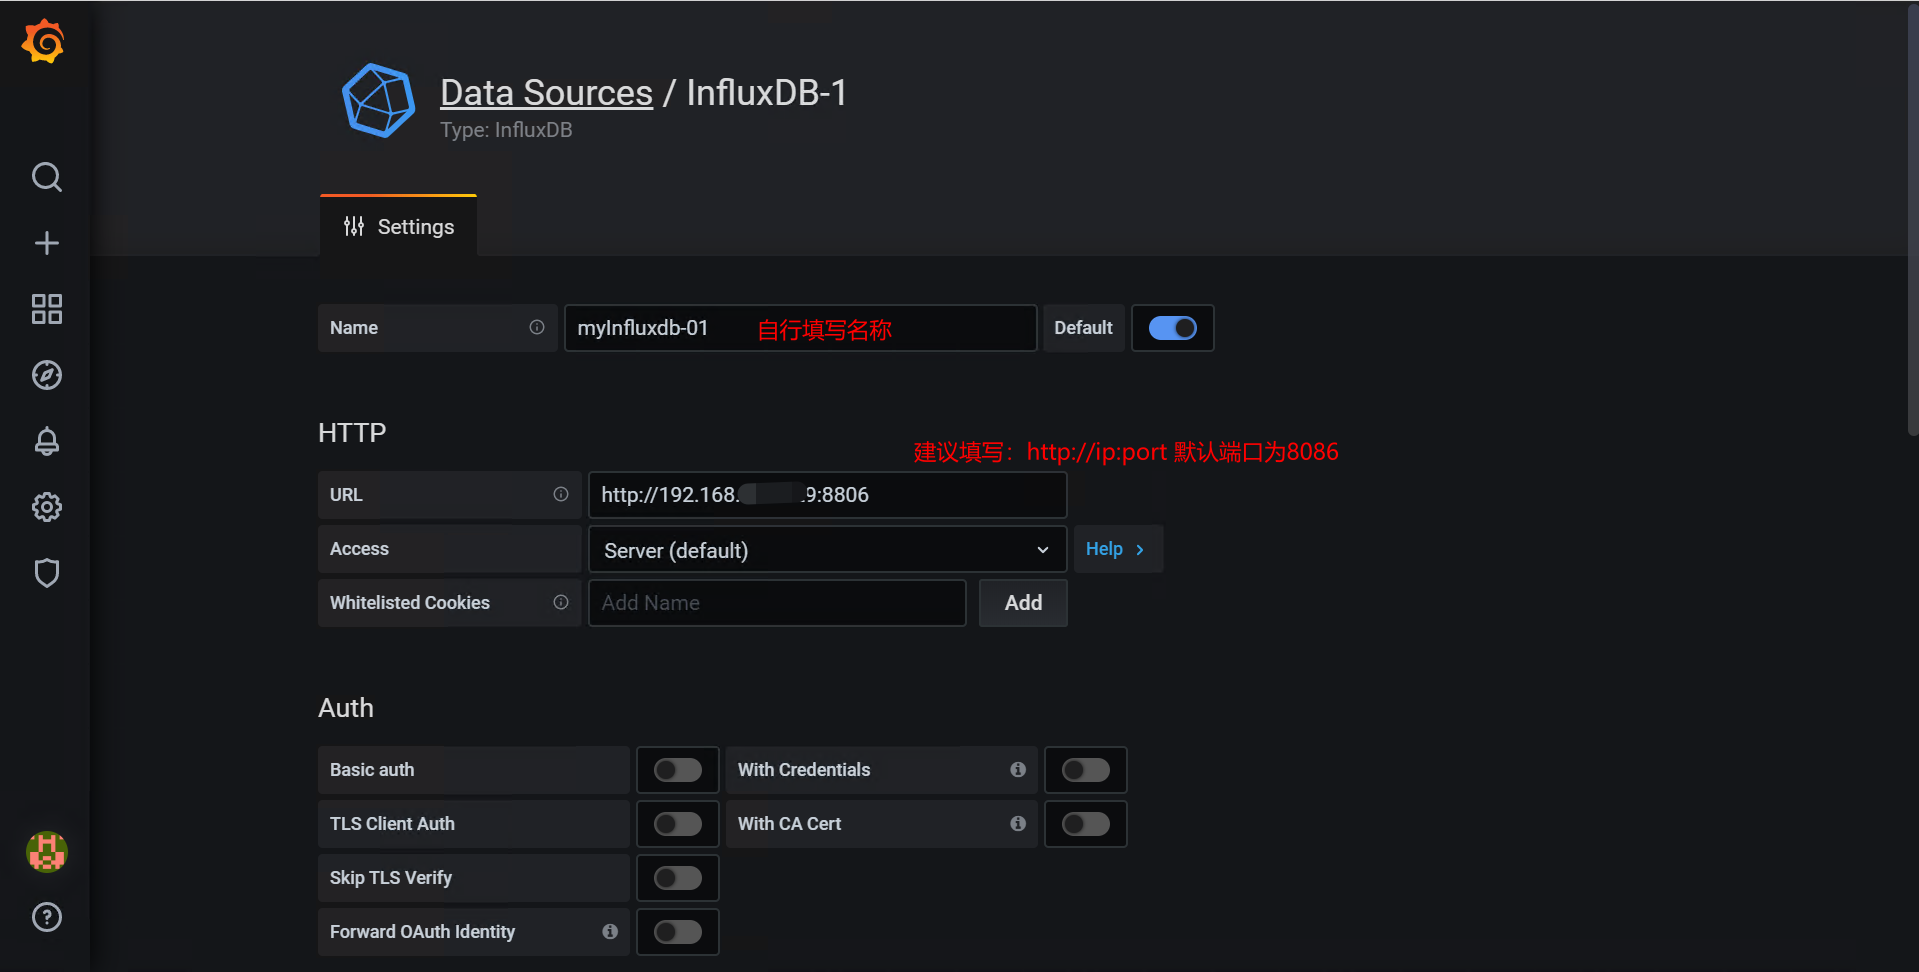 Data Sources / InfluxDB-1
Type: InfluxDB
Settings
Name myInfluxdb-01 自行填写名称 Default
HTTP
建议填写：http://ip:port 默认端口为8086
URL http://192.168. .9:8806
Access Server (default) Help
Whitelisted Cookies Add Name Add
Auth
Basic auth With Credentials
TLS Client Auth With CA Cert
Skip TLS Verify
Forward OAuth Identity